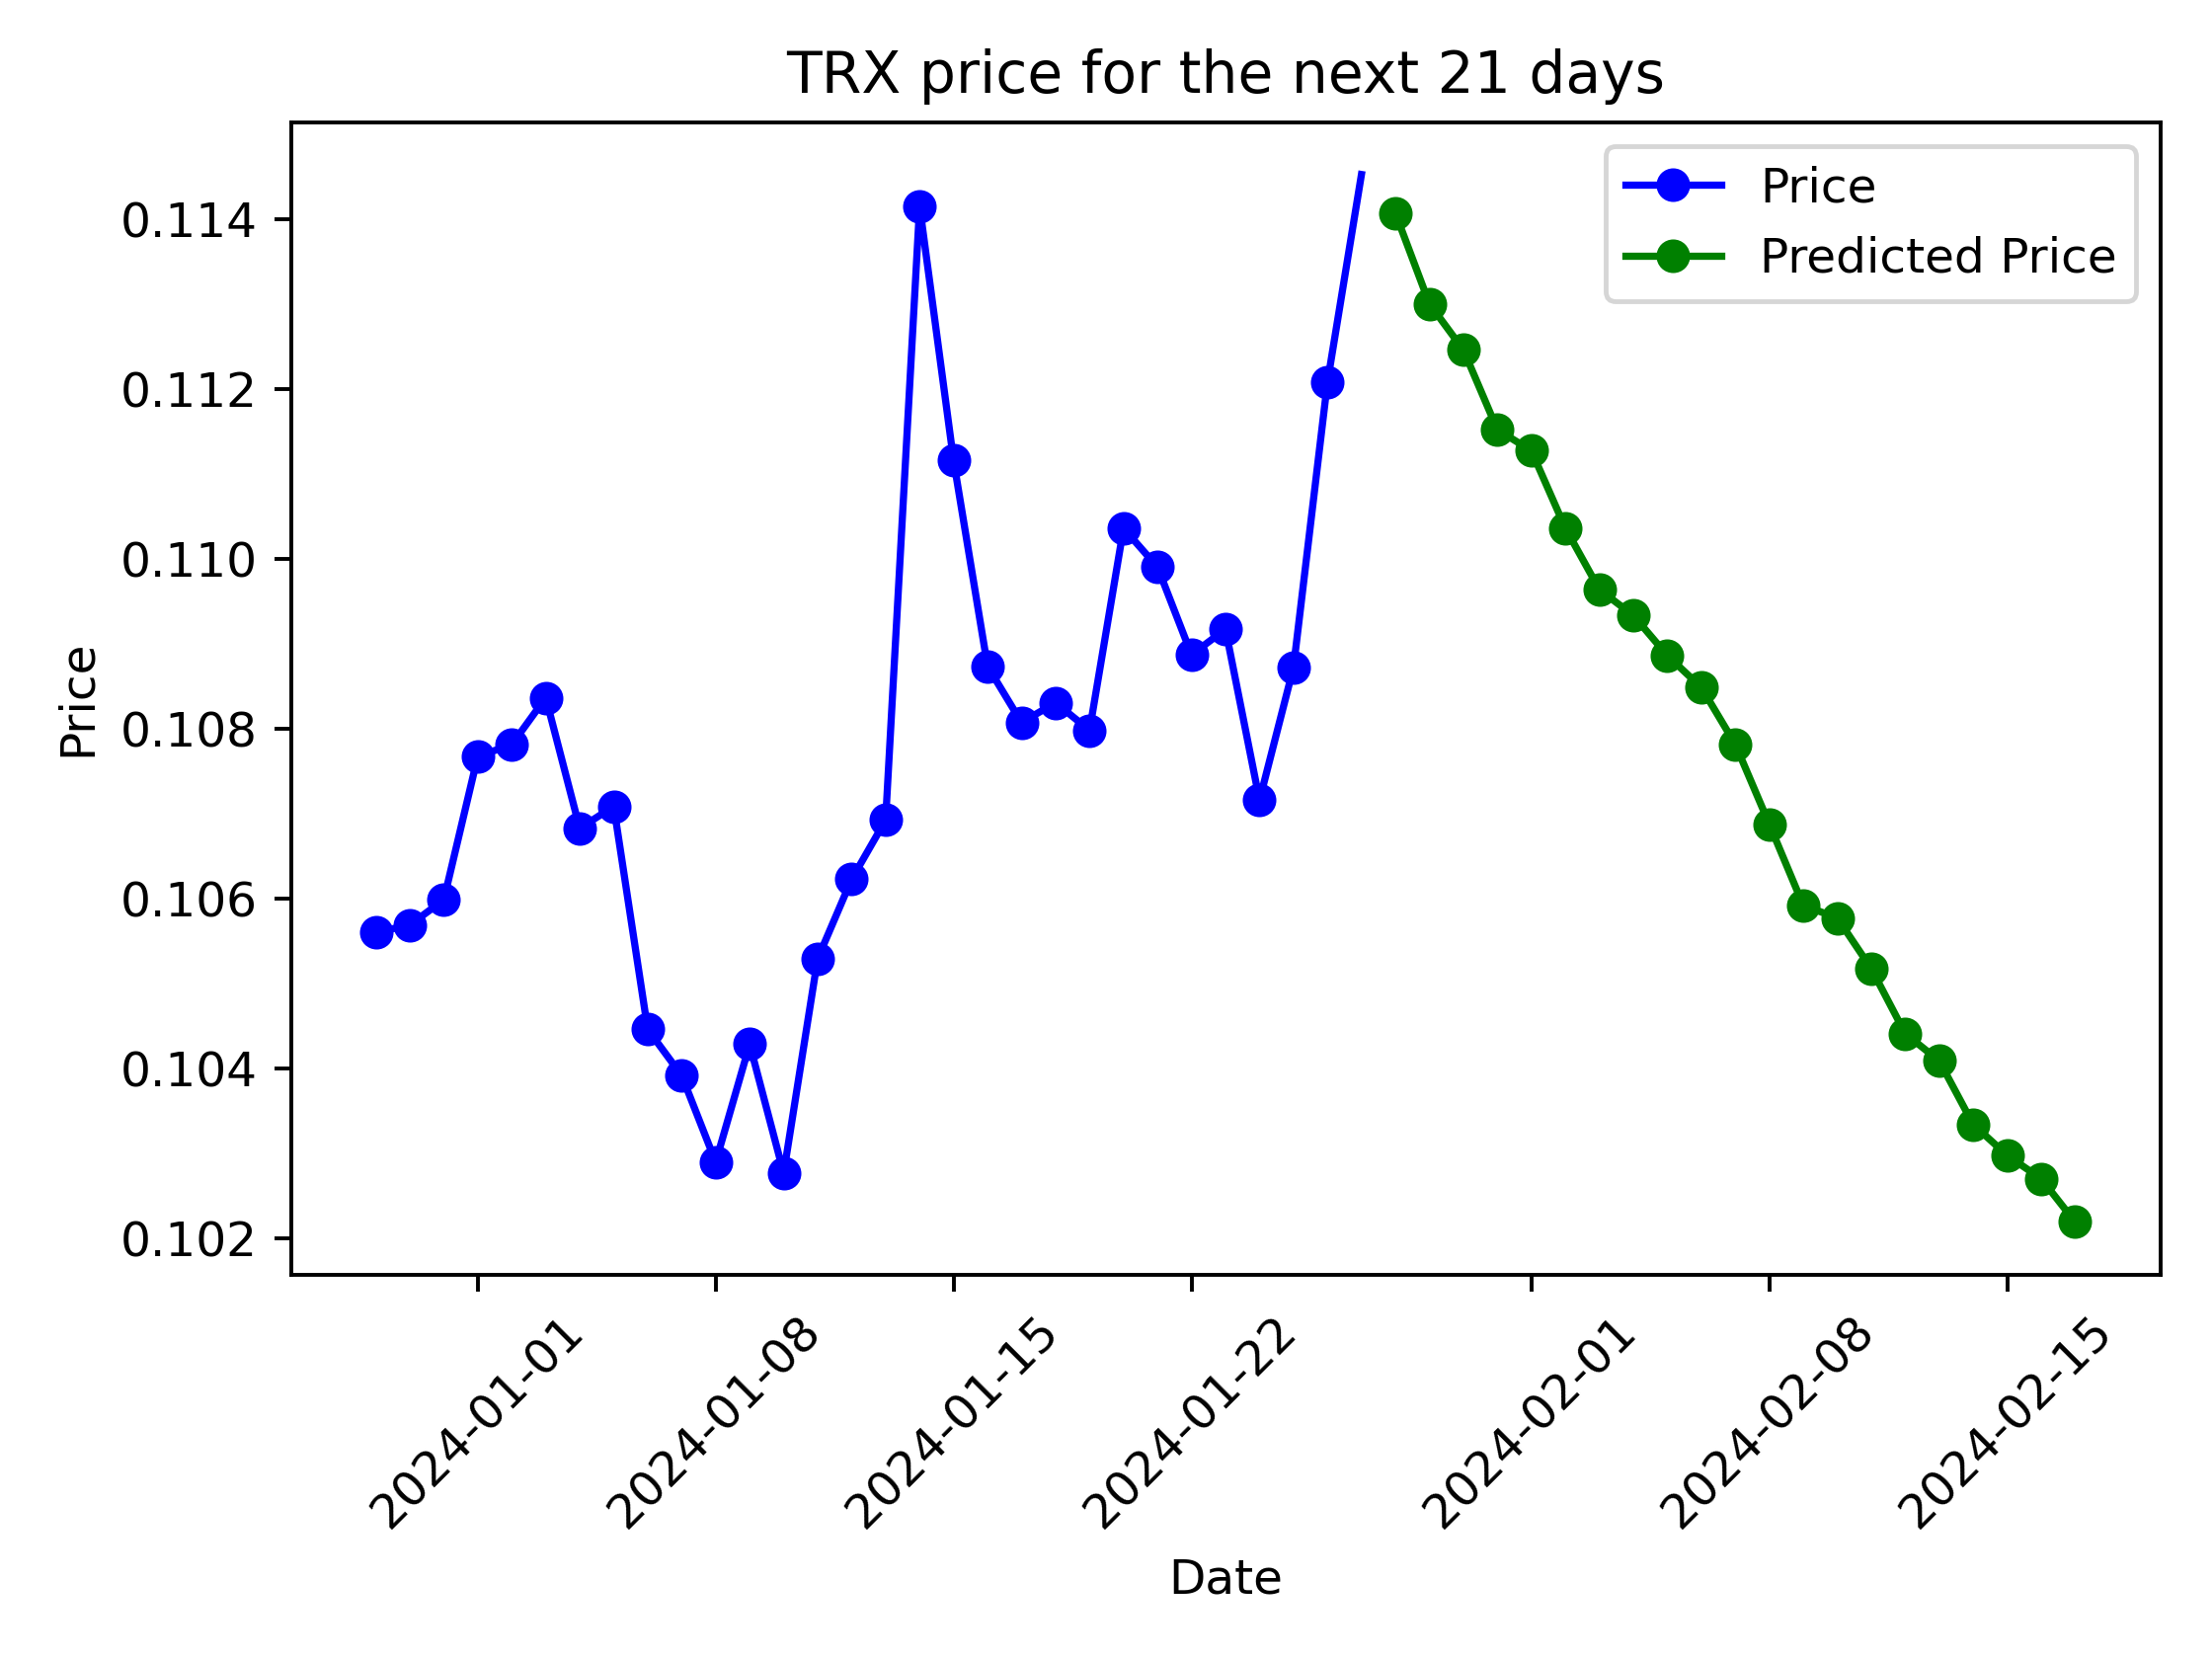 TRX price for the next 21 days
Price
Predicted Price
0.114
0.112
0.110
0.108
0.106
0.104
0.102
Price
2024-01-01
2024-01-08
2024-01-15
2024-01-22
2024-02-01
2024-02-08
2024-02-15
Date